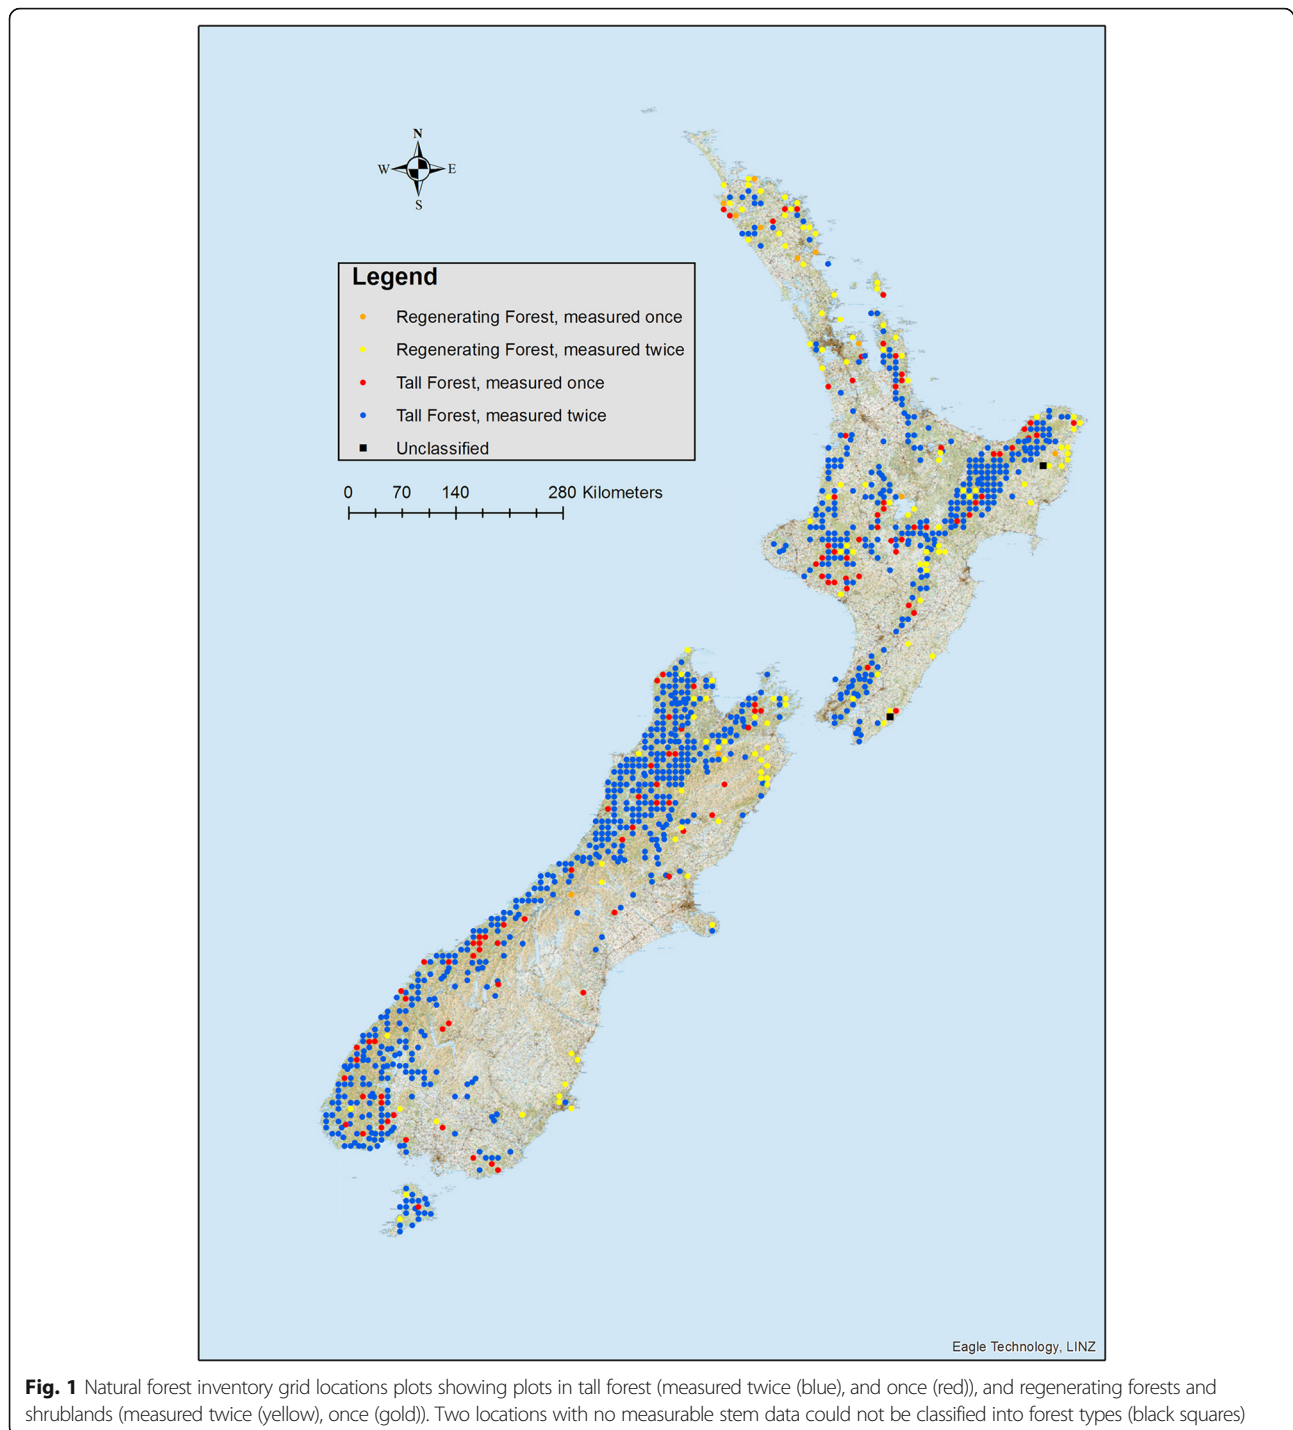 N
W E
S
Legend
Regenerating Forest, measured once
Regenerating Forest, measured twice
Tall Forest, measured once
Tall Forest, measured twice
Unclassified
0 70 140 280 Kilometers
Eagle Technology, LINZ
Fig. 1 Natural forest inventory grid locations plots showing plots in tall forest (measured twice (blue), and once (red)), and regenerating forests and
shrublands (measured twice (yellow), once (gold)). Two locations with no measurable stem data could not be classified into forest types (black squares)